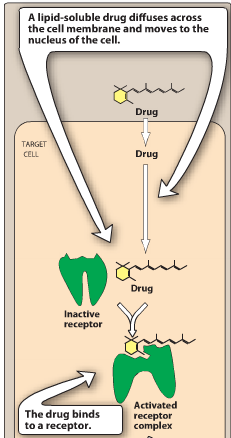 A lipid-soluble drug diffuses across
the cell membrane and moves to the
nucleus of the cell.
Drug
TARGET
CELL
Drug
Drug
Inactive
receptor
The drug binds
to a receptor.
Activated
receptor
complex